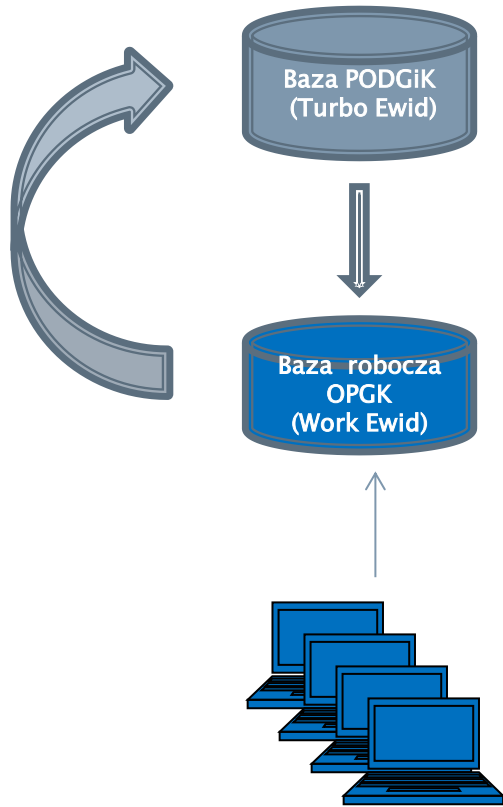 Baza PODGiK
(Turbo Ewid)
Baza robocza
OPGK
(Work Ewid)